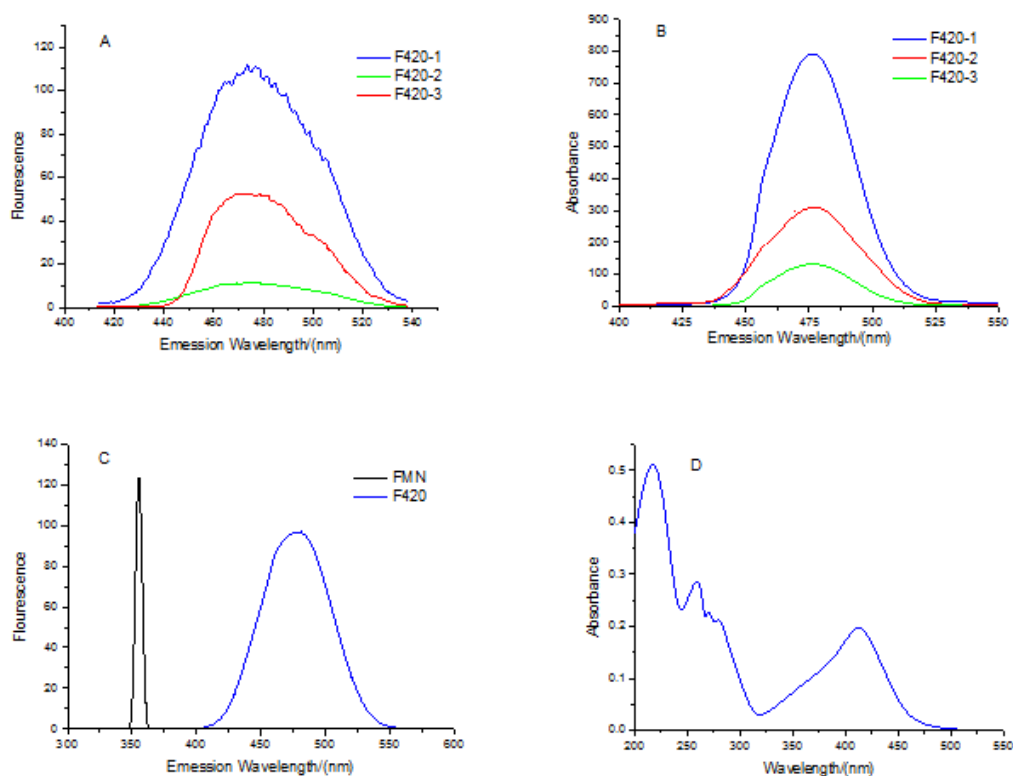 A
F420-1
F420-2
F420-3
120
100
80
60
40
20
0
Flourescence
400 420 440 460 480 500 520 540
Emession Wavelength/(nm)
B
F420-1
F420-2
F420-3
900
800
700
600
500
400
300
200
100
0
Absorbance
400 425 450 475 500 525 550
Emession Wavelength/(nm)
C
FMN
F420
140
120
100
80
60
40
20
0
Flourescence
300 350 400 450 500 550 600
Emession Wavelength/(nm)
D
0.5
0.4
0.3
0.2
0.1
0.0
Absorbance
200 250 300 350 400 450 500 550
Wavelength/(nm)